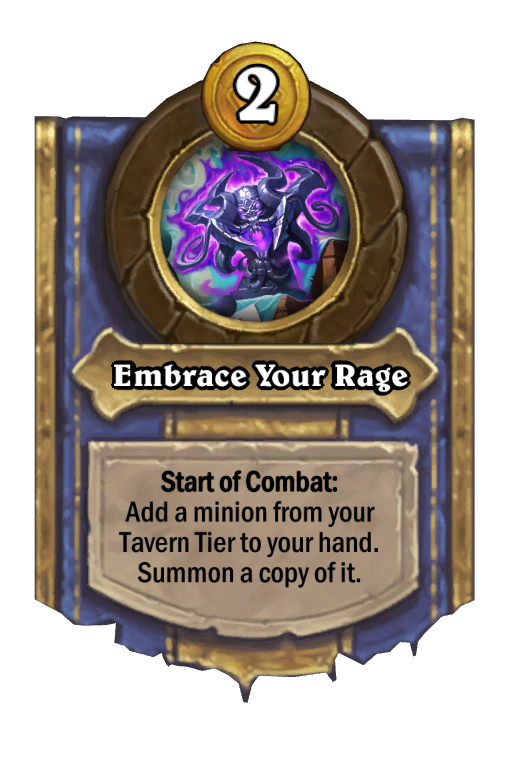 2
Embrace Your Rage
Start of Combat:
Add a minion from your
Tavern Tier to your hand.
Summon a copy of it.